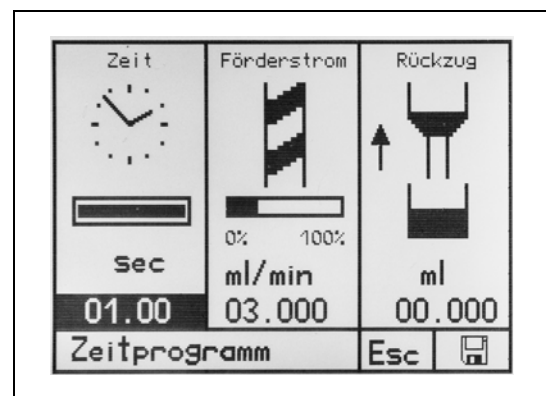 Zeit Förderstrom Rückzug
0% 100%
sec ml/min ml
01.00 03.000 00.000
Zeitprogramm Esc